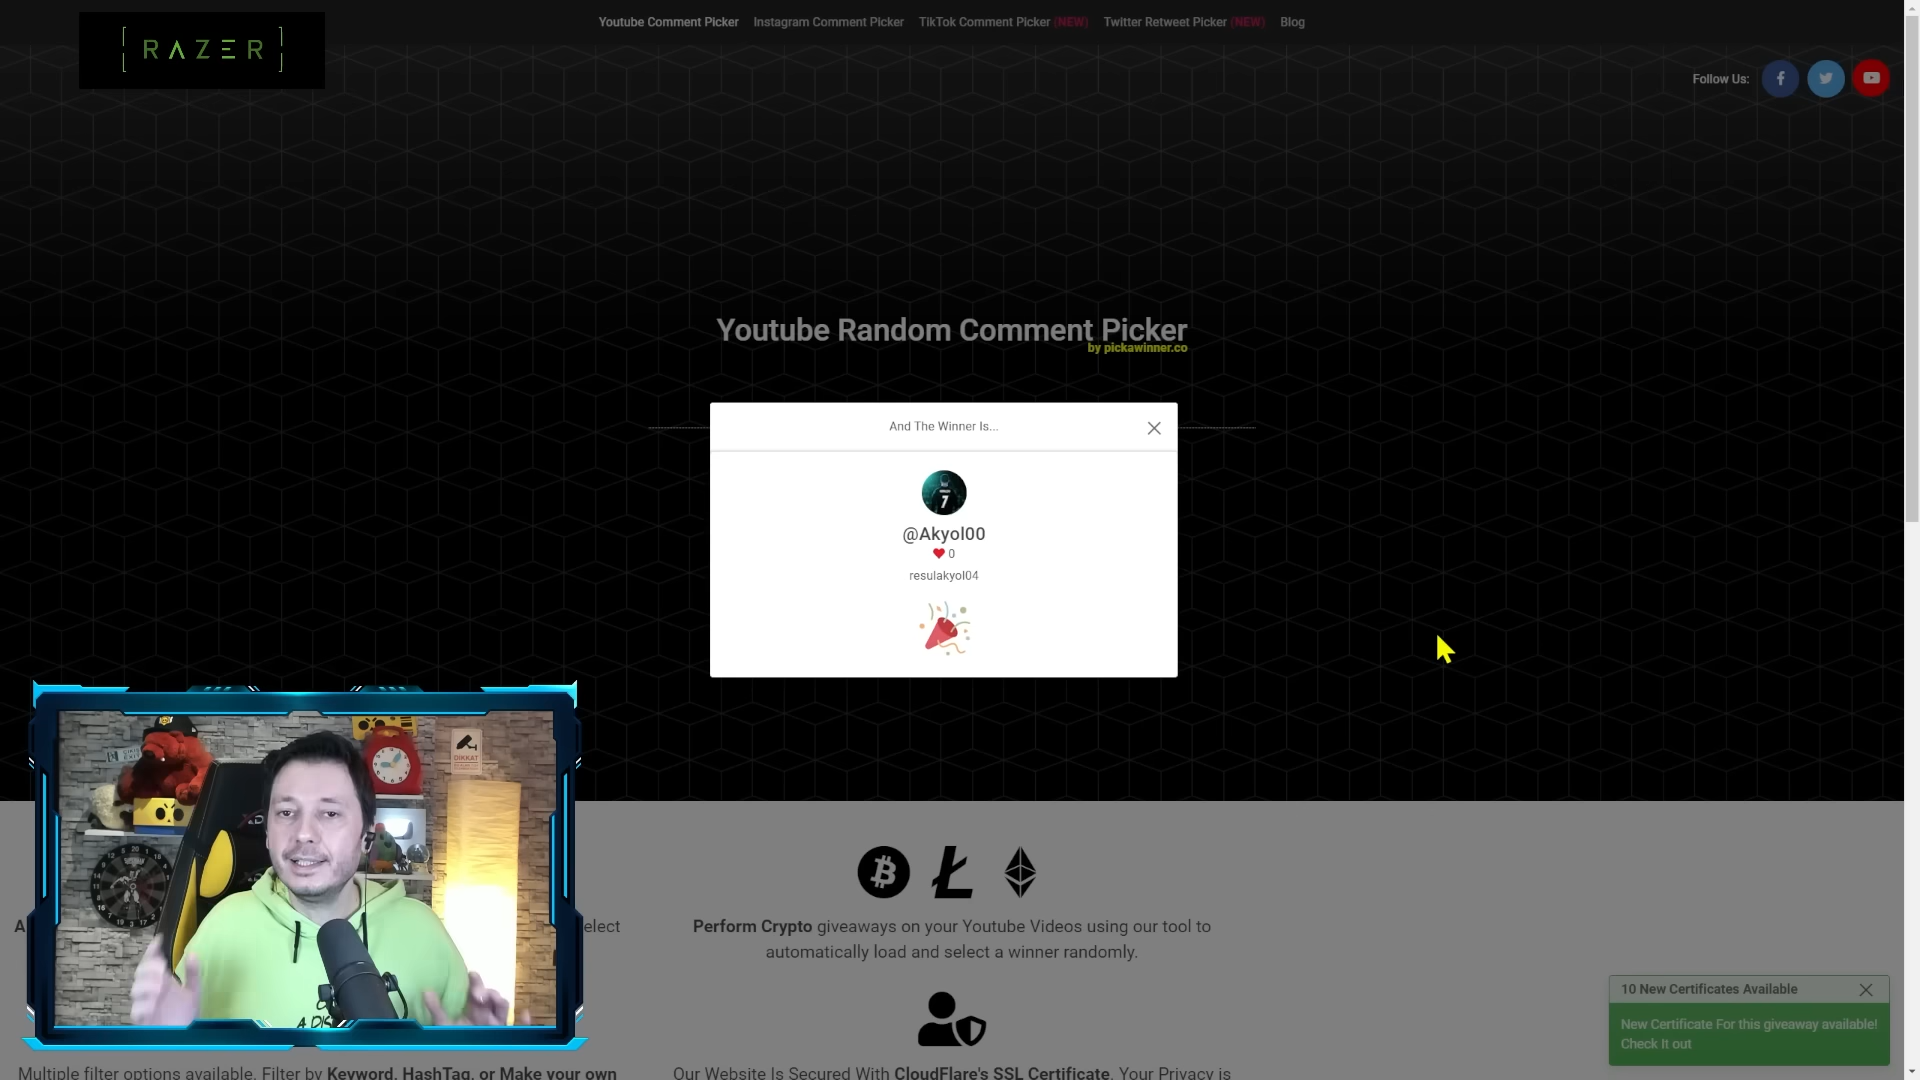 [ RAZER ]
Youtube Comment Picker Instagram Comment Picker TikTok Comment Picker (NEW) Twitter Retweet Picker (NEW) Blog
Follow Us:
Youtube Random Comment Picker
by pickawinner.co
And The Winner Is...
7
@Akyol00
0
resulakyol04
DİKKAT
A
elect
Perform Crypto giveaways on your Youtube Videos using our tool to
automatically load and select a winner randomly.
A DIS
10 New Certificates Available
New Certificate For this giveaway available!
Check It out
Multiple filter options available. Filter by Keyword, HashTag, or Make your own
Our Website Is Secured With CloudFlare's SSL Certificate. Your Privacy is